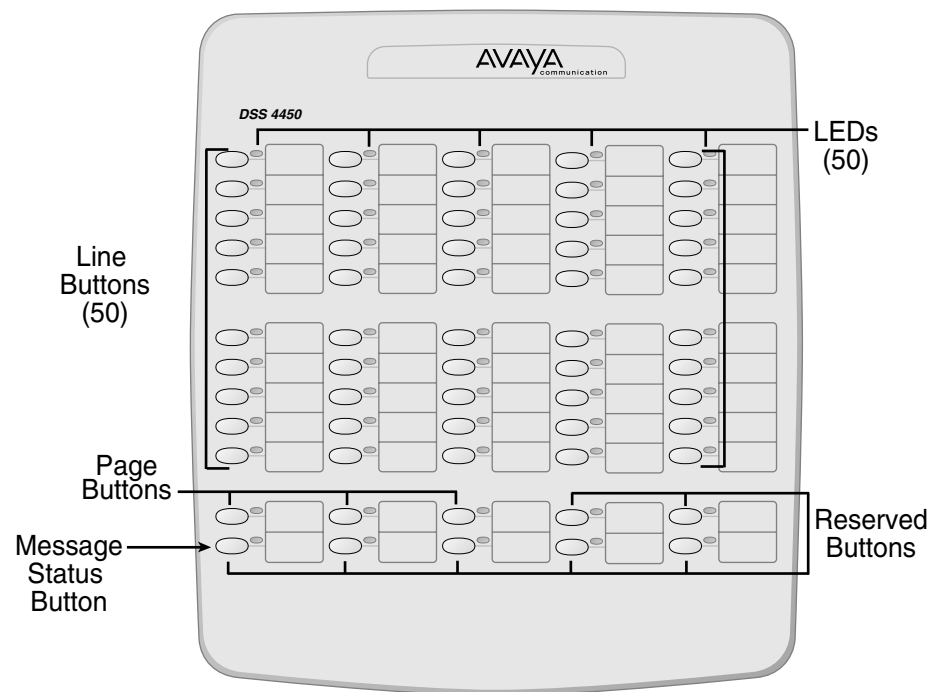 AVAYA
communication
DSS 4450
LEDs
(50)
Line
Buttons
(50)
Page
Buttons
Message
Status
Button
Reserved
Buttons